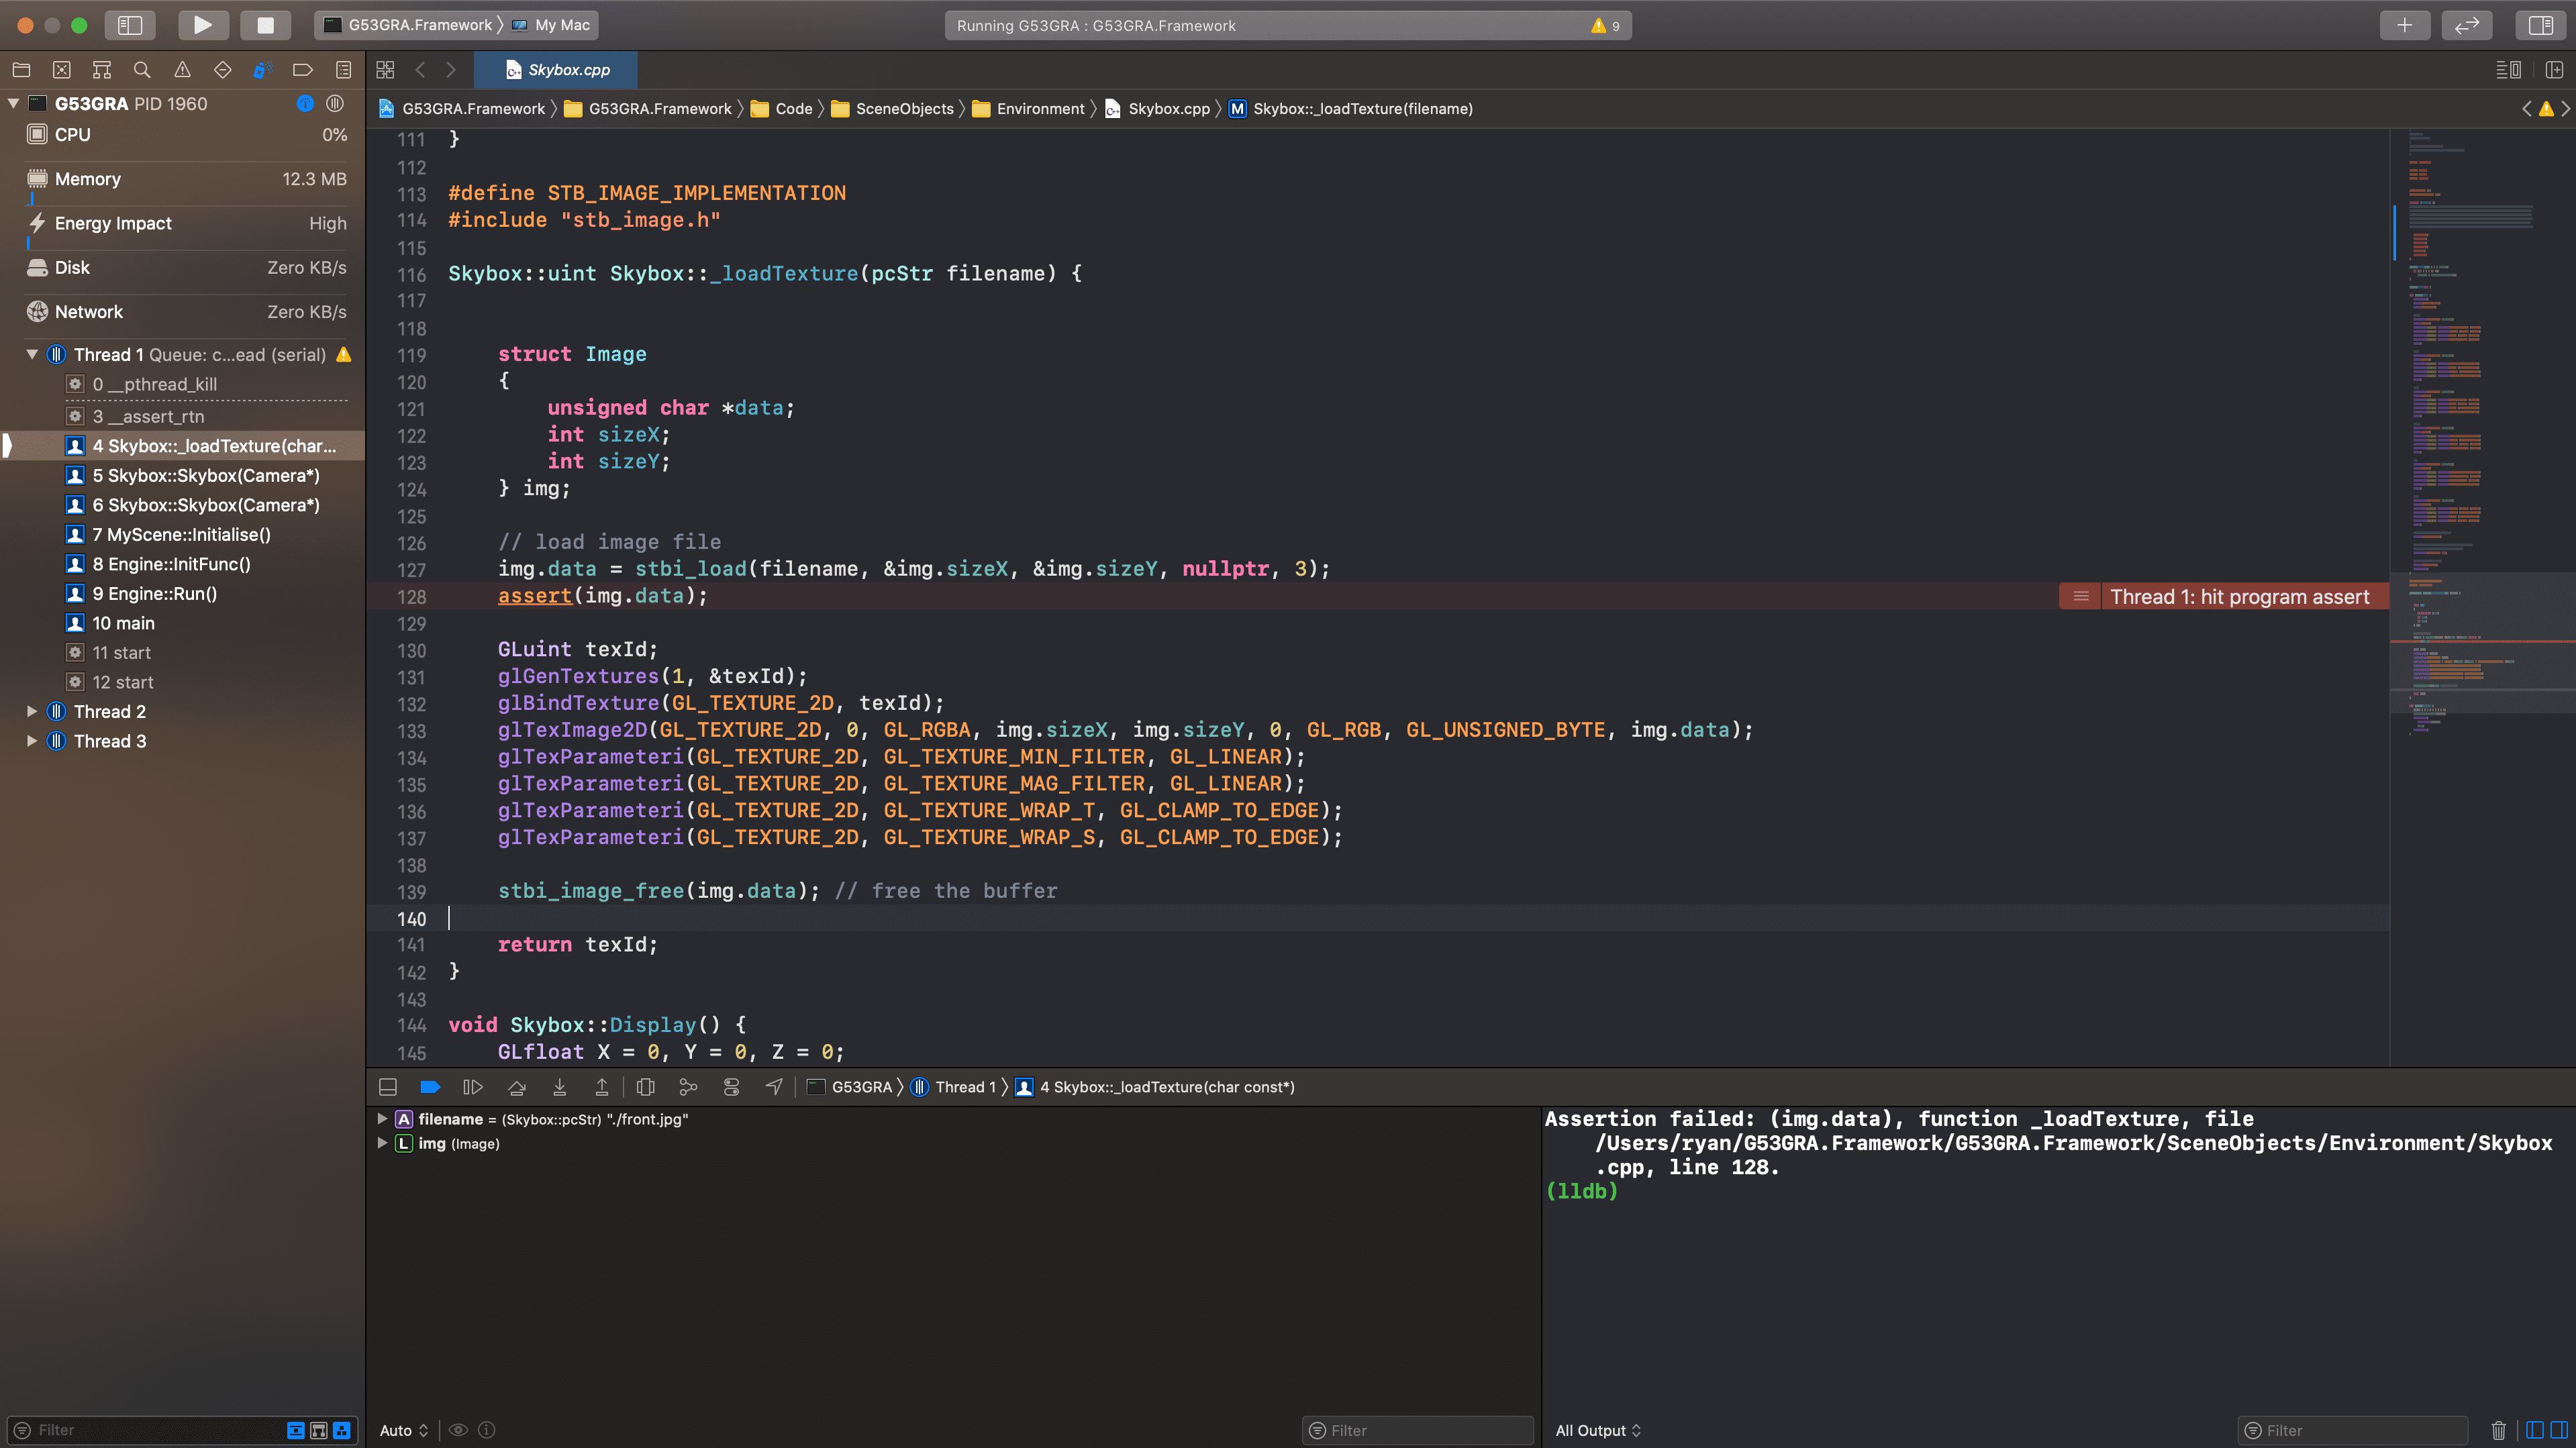 G53GRA.Framework 〉 My Mac
Running G53GRA : G53GRA.Framework
9
Skybox.cpp
G53GRA PID 1960
CPU 0%
Memory 12.3 MB
Energy Impact High
Disk Zero KB/s
Network Zero KB/s
Thread 1 Queue: c...ead (serial)
0 __pthread_kill
3 __assert_rtn
4 Skybox::_loadTexture(char...
5 Skybox::Skybox(Camera*)
6 Skybox::Skybox(Camera*)
7 MyScene::Initialise()
8 Engine::InitFunc()
9 Engine::Run()
10 main
11 start
12 start
Thread 2
Thread 3
Filter
G53GRA.Framework 〉 G53GRA.Framework 〉 Code 〉 SceneObjects 〉 Environment 〉 Skybox.cpp 〉 M Skybox::_loadTexture(filename)
111 }
112
113 #define STB_IMAGE_IMPLEMENTATION
114 #include "stb_image.h"
115
116 Skybox::uint Skybox::_loadTexture(pcStr filename) {
117
118
119 struct Image
120 {
121 unsigned char *data;
122 int sizeX;
123 int sizeY;
124 } img;
125
126 // load image file
127 img.data = stbi_load(filename, &img.sizeX, &img.sizeY, nullptr, 3);
128 assert(img.data); Thread 1: hit program assert
129
130 GLuint texId;
131 glGenTextures(1, &texId);
132 glBindTexture(GL_TEXTURE_2D, texId);
133 glTexImage2D(GL_TEXTURE_2D, 0, GL_RGBA, img.sizeX, img.sizeY, 0, GL_RGB, GL_UNSIGNED_BYTE, img.data);
134 glTexParameteri(GL_TEXTURE_2D, GL_TEXTURE_MIN_FILTER, GL_LINEAR);
135 glTexParameteri(GL_TEXTURE_2D, GL_TEXTURE_MAG_FILTER, GL_LINEAR);
136 glTexParameteri(GL_TEXTURE_2D, GL_TEXTURE_WRAP_T, GL_CLAMP_TO_EDGE);
137 glTexParameteri(GL_TEXTURE_2D, GL_TEXTURE_WRAP_S, GL_CLAMP_TO_EDGE);
138
139 stbi_image_free(img.data); // free the buffer
140
141 return texId;
142 }
143
144 void Skybox::Display() {
145 GLfloat X = 0, Y = 0, Z = 0;
G53GRA 〉 Thread 1 〉 4 Skybox::_loadTexture(char const*)
A filename = (Skybox::pcStr) "./front.jpg"
L img (Image)
Auto
Filter
Assertion failed: (img.data), function _loadTexture, file
/Users/ryan/G53GRA.Framework/G53GRA.Framework/SceneObjects/Environment/Skybox
.cpp, line 128.
(lldb)
All Output
Filter